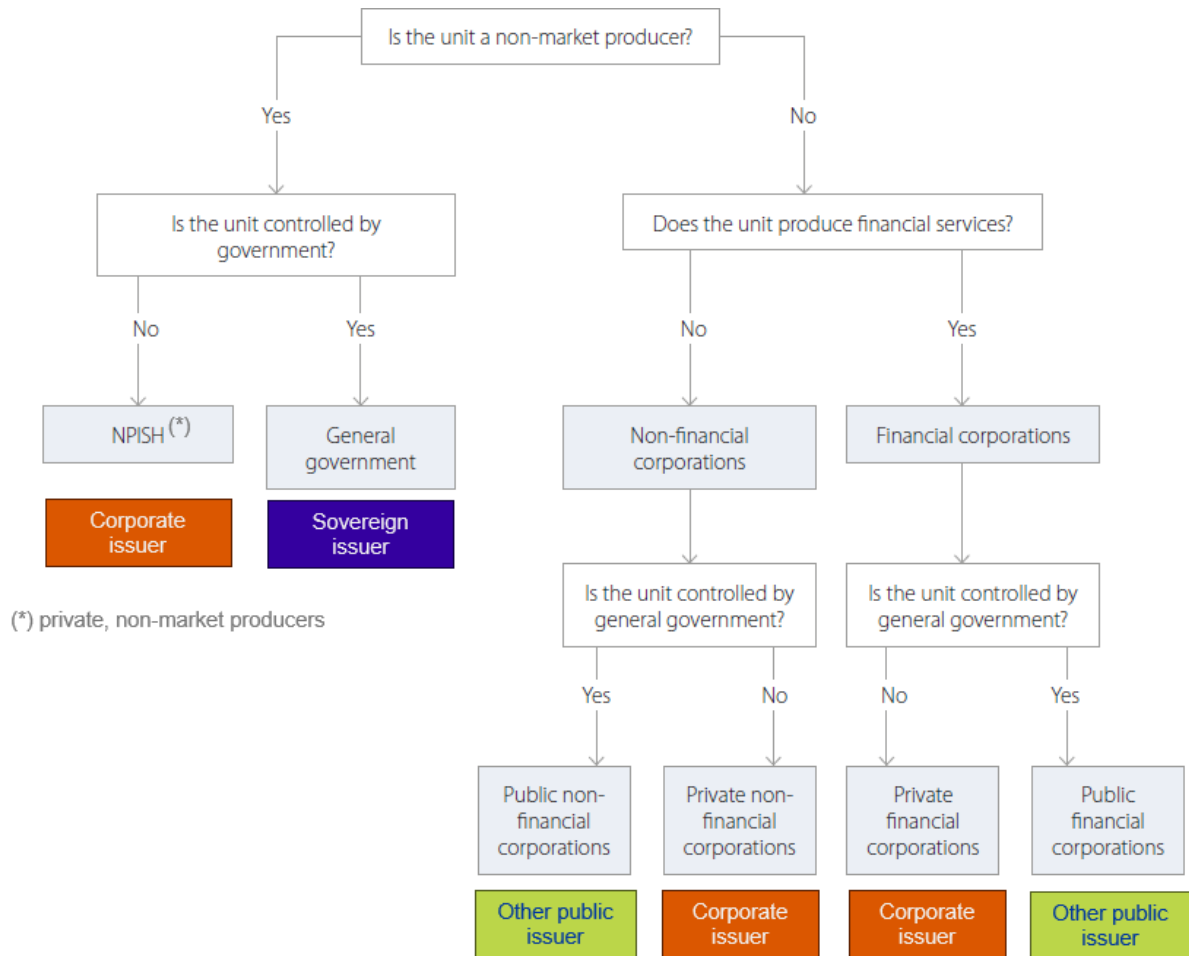 Is the unit a non-market producer?
Yes
No
Is the unit controlled by
government?
Does the unit produce financial services?
No
Yes
No
Yes
NPISH (*)
General
government
Non-financial
corporations
Financial corporations
Corporate
issuer
Sovereign
issuer
(*) private, non-market producers
Is the unit controlled by
general government?
Is the unit controlled by
general government?
Yes
No
No
Yes
Public non-
financial
corporations
Private non-
financial
corporations
Private
financial
corporations
Public
financial
corporations
Other public
issuer
Corporate
issuer
Corporate
issuer
Other public
issuer